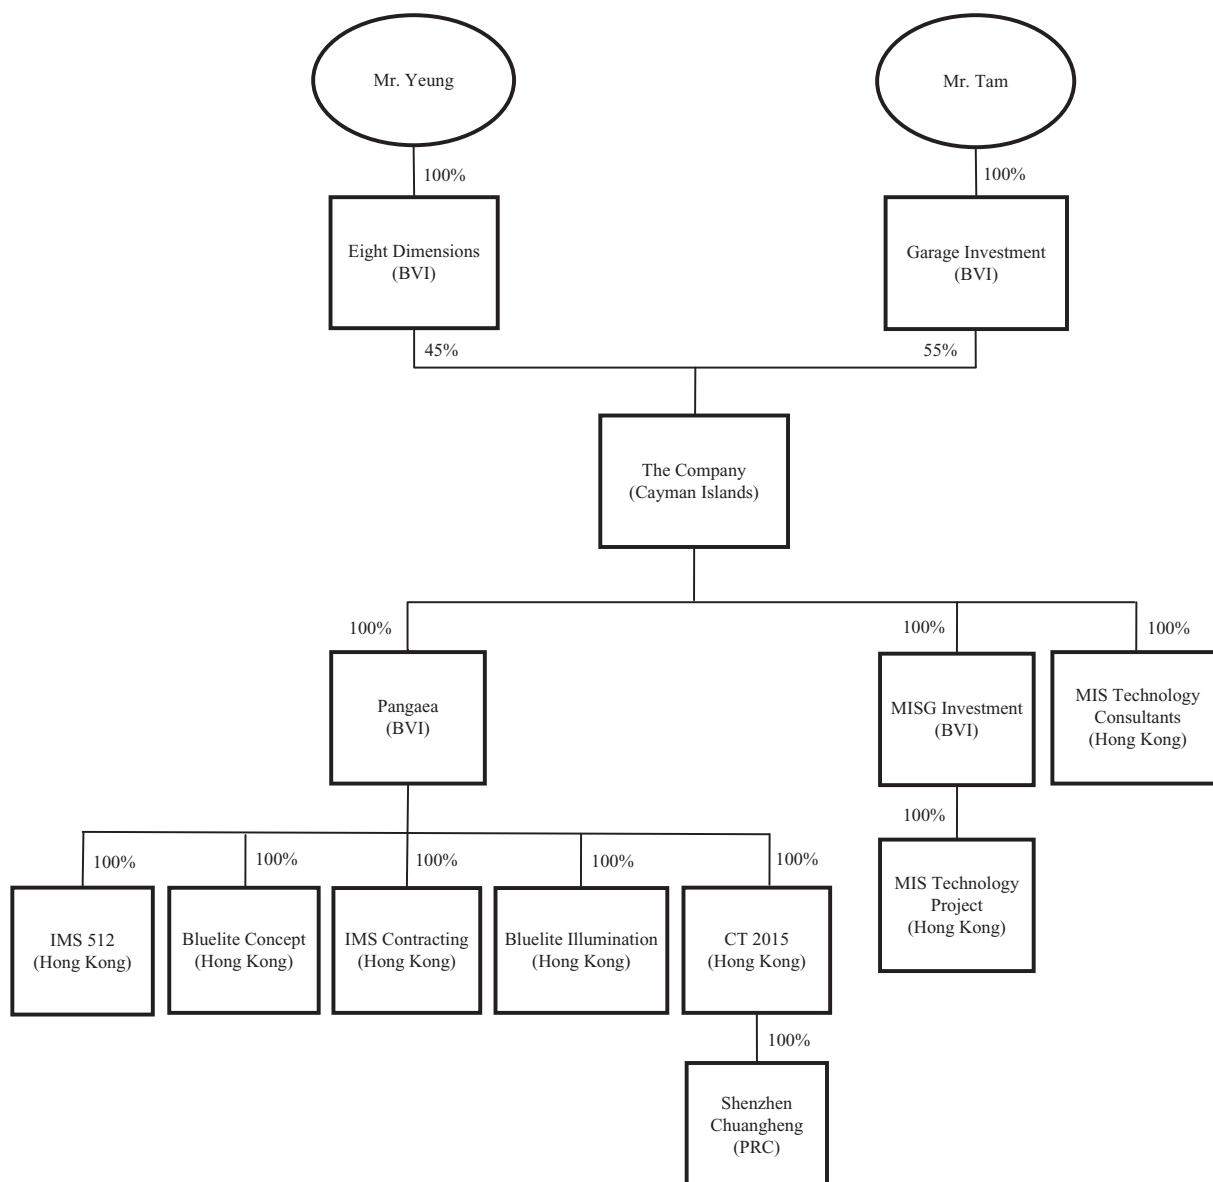 Mr. Yeung
Mr. Tam
100%
100%
Eight Dimensions
(BVI)
Garage Investment
(BVI)
45%
55%
The Company
(Cayman Islands)
100%
100%
100%
Pangaea
(BVI)
MISG Investment
(BVI)
MIS Technology
Consultants
(Hong Kong)
100%
100%
100%
100%
100%
100%
IMS 512
(Hong Kong)
Bluelite Concept
(Hong Kong)
IMS Contracting
(Hong Kong)
Bluelite Illumination
(Hong Kong)
CT 2015
(Hong Kong)
MIS Technology
Project
(Hong Kong)
100%
Shenzhen
Chuangheng
(PRC)